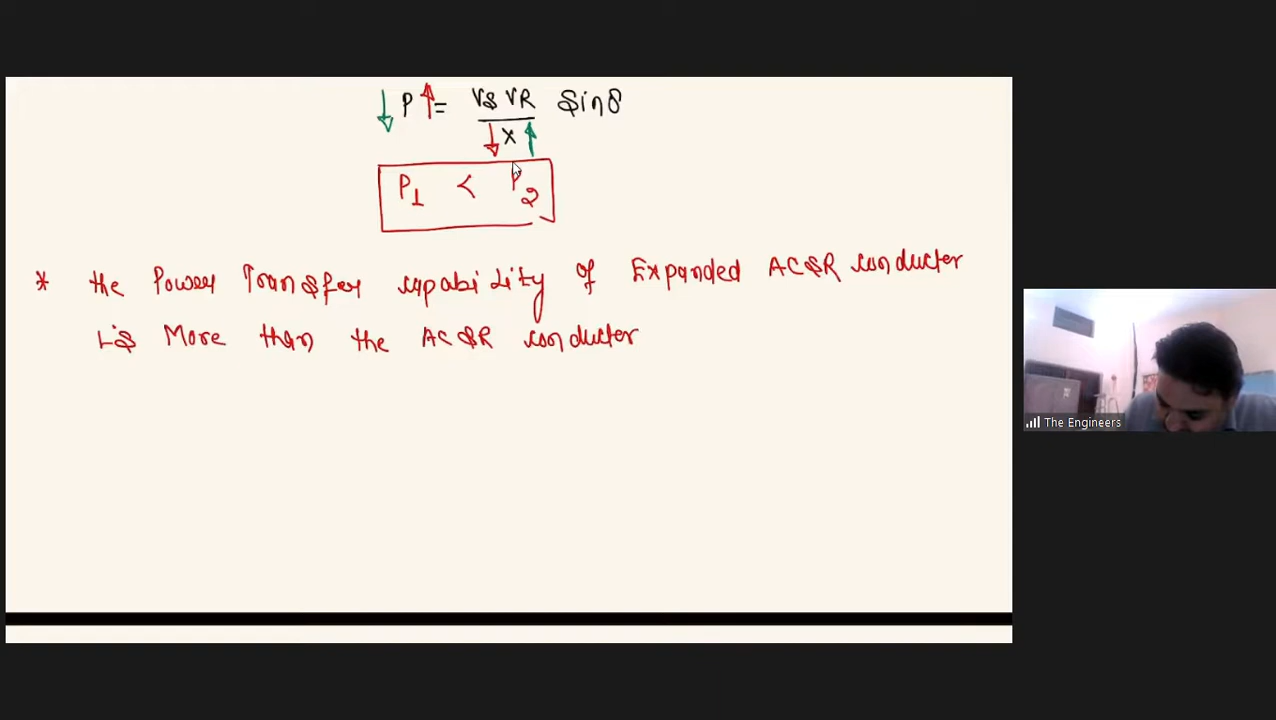 ↓ P ↑ = VS VR sin δ
↓ X ↑
P1 < P2
* the Power Transfer capability of Expanded ACSR conductor
is More than the ACSR conductor
The Engineers